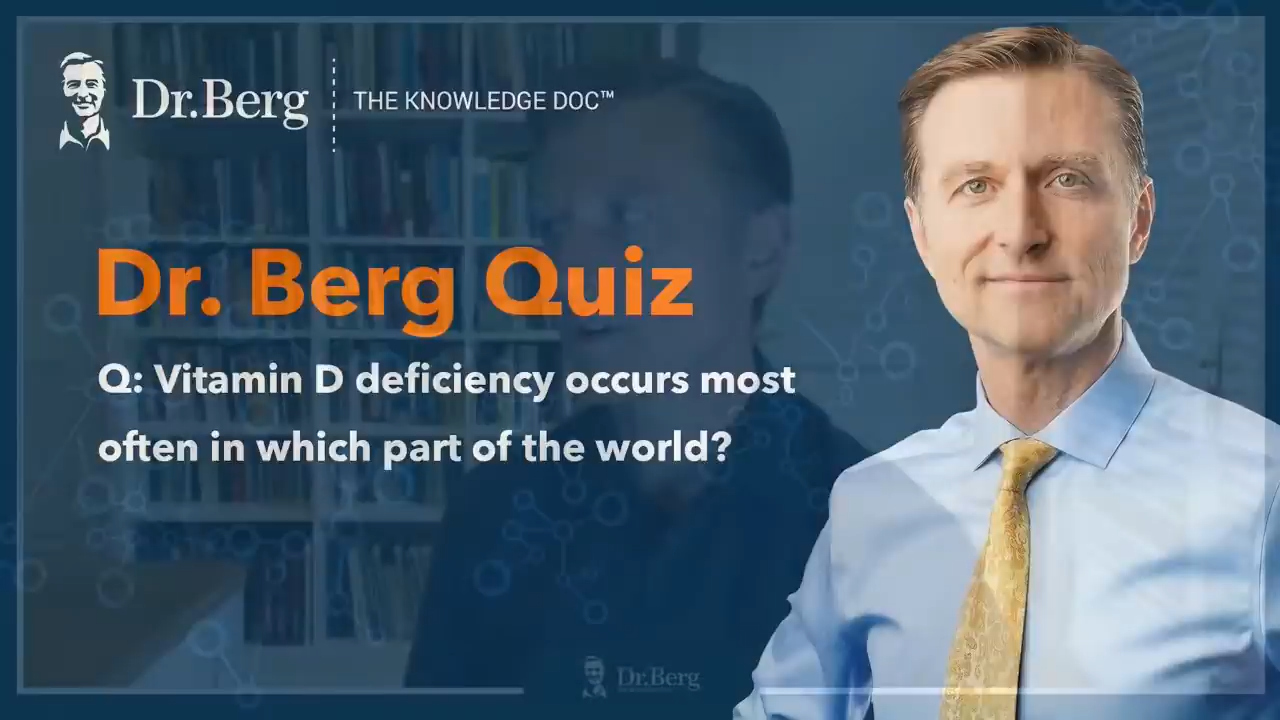 Dr.Berg THE KNOWLEDGE DOC™
Dr. Berg Quiz
Q: Vitamin D deficiency occurs most
often in which part of the world?
Dr.Berg